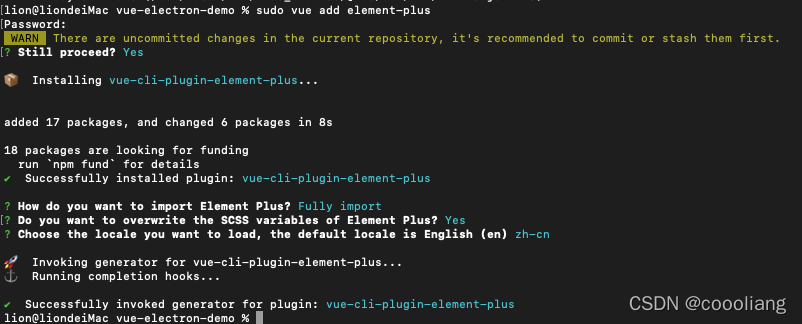 [lion@liondeiMac vue-electron-demo % sudo vue add element-plus
[Password:
WARN There are uncommitted changes in the current repository, it's recommended to commit or stash them first.
[? Still proceed? Yes
📦 Installing vue-cli-plugin-element-plus...
added 17 packages, and changed 6 packages in 8s
18 packages are looking for funding
run `npm fund` for details
✔ Successfully installed plugin: vue-cli-plugin-element-plus
? How do you want to import Element Plus? Fully import
[? Do you want to overwrite the SCSS variables of Element Plus? Yes
? Choose the locale you want to load, the default locale is English (en) zh-cn
🚀 Invoking generator for vue-cli-plugin-element-plus...
⚓ Running completion hooks...
✔ Successfully invoked generator for plugin: vue-cli-plugin-element-plus
lion@liondeiMac vue-electron-demo %
CSDN @coooliang